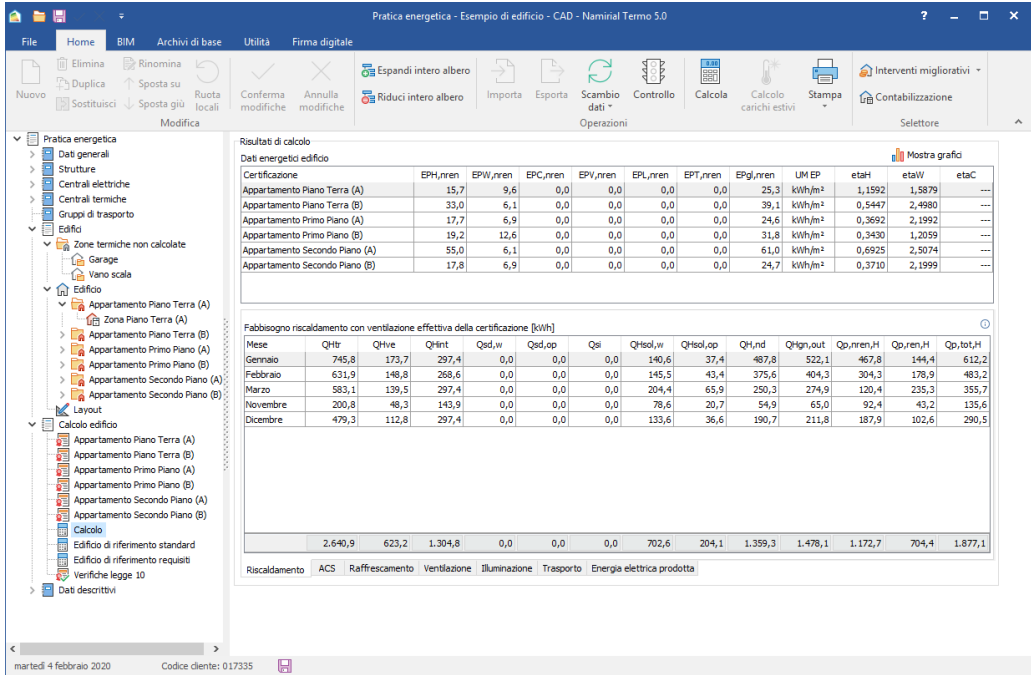 Pratica energetica - Esempio di edificio - CAD - Namirial Termo 5.0
File Home BIM Archivi di base Utilità Firma digitale
Nuovo
Elimina Rinomina
Duplica Sposta su
Sostituisci Sposta giù
Ruota locali
Modifica
Conferma modifiche
Annulla modifiche
Espandi intero albero
Riduci intero albero
Importa
Esporta
Scambio dati
Controllo
Calcola
Calcolo carichi estivi
Stampa
Operazioni
Interventi migliorativi
Contabilizzazione
Selettore
Pratica energetica
Dati generali
Strutture
Centrali elettriche
Centrali termiche
Gruppi di trasporto
Edifici
Zone termiche non calcolate
Garage
Vano scala
Edificio
Appartamento Piano Terra (A)
Zona Piano Terra (A)
Appartamento Piano Terra (B)
Appartamento Primo Piano (A)
Appartamento Primo Piano (B)
Appartamento Secondo Piano (A)
Appartamento Secondo Piano (B)
Layout
Calcolo edificio
Appartamento Piano Terra (A)
Appartamento Piano Terra (B)
Appartamento Primo Piano (A)
Appartamento Primo Piano (B)
Appartamento Secondo Piano (A)
Appartamento Secondo Piano (B)
Calcolo
Edificio di riferimento standard
Edificio di riferimento requisiti
Verifiche legge 10
Dati descrittivi
Risultati di calcolo
Dati energetici edificio
Mostra grafici
Certificazione EPH,nren EPW,nren EPC,nren EPV,nren EPL,nren EPT,nren EPgl,nren UM EP etaH etaW etaC
Appartamento Piano Terra (A) 15,7 9,6 0,0 0,0 0,0 0,0 25,3 kWh/m² 1,1592 1,5879 ---
Appartamento Piano Terra (B) 33,0 6,1 0,0 0,0 0,0 0,0 39,1 kWh/m² 0,5447 2,4980 ---
Appartamento Primo Piano (A) 17,7 6,9 0,0 0,0 0,0 0,0 24,6 kWh/m² 0,3692 2,1992 ---
Appartamento Primo Piano (B) 19,2 12,6 0,0 0,0 0,0 0,0 31,8 kWh/m² 0,3430 1,2059 ---
Appartamento Secondo Piano (A) 55,0 6,1 0,0 0,0 0,0 0,0 61,0 kWh/m² 0,6925 2,5074 ---
Appartamento Secondo Piano (B) 17,8 6,9 0,0 0,0 0,0 0,0 24,7 kWh/m² 0,3710 2,1999 ---
Fabbisogno riscaldamento con ventilazione effettiva della certificazione [kWh]
Mese QHtr QHve QHint Qsd,w Qsd,op Qsi QHsol,w QHsol,op QH,nd QHgn,out Qp,nren,H Qp,ren,H Qp,tot,H
Gennaio 745,8 173,7 297,4 0,0 0,0 0,0 140,6 37,4 487,8 522,1 467,8 144,4 612,2
Febbraio 631,9 148,8 268,6 0,0 0,0 0,0 145,5 43,4 375,6 404,3 304,3 178,9 483,2
Marzo 583,1 139,5 297,4 0,0 0,0 0,0 204,4 65,9 250,3 274,9 120,4 235,3 355,7
Novembre 200,8 48,3 143,9 0,0 0,0 0,0 78,6 20,7 54,9 65,0 92,4 43,2 135,6
Dicembre 479,3 112,8 297,4 0,0 0,0 0,0 133,6 36,6 190,7 211,8 187,9 102,6 290,5
2.640,9 623,2 1.304,8 0,0 0,0 0,0 702,6 204,1 1.359,3 1.478,1 1.172,7 704,4 1.877,1
Riscaldamento ACS Raffrescamento Ventilazione Illuminazione Trasporto Energia elettrica prodotta
martedì 4 febbraio 2020 Codice cliente: 017335